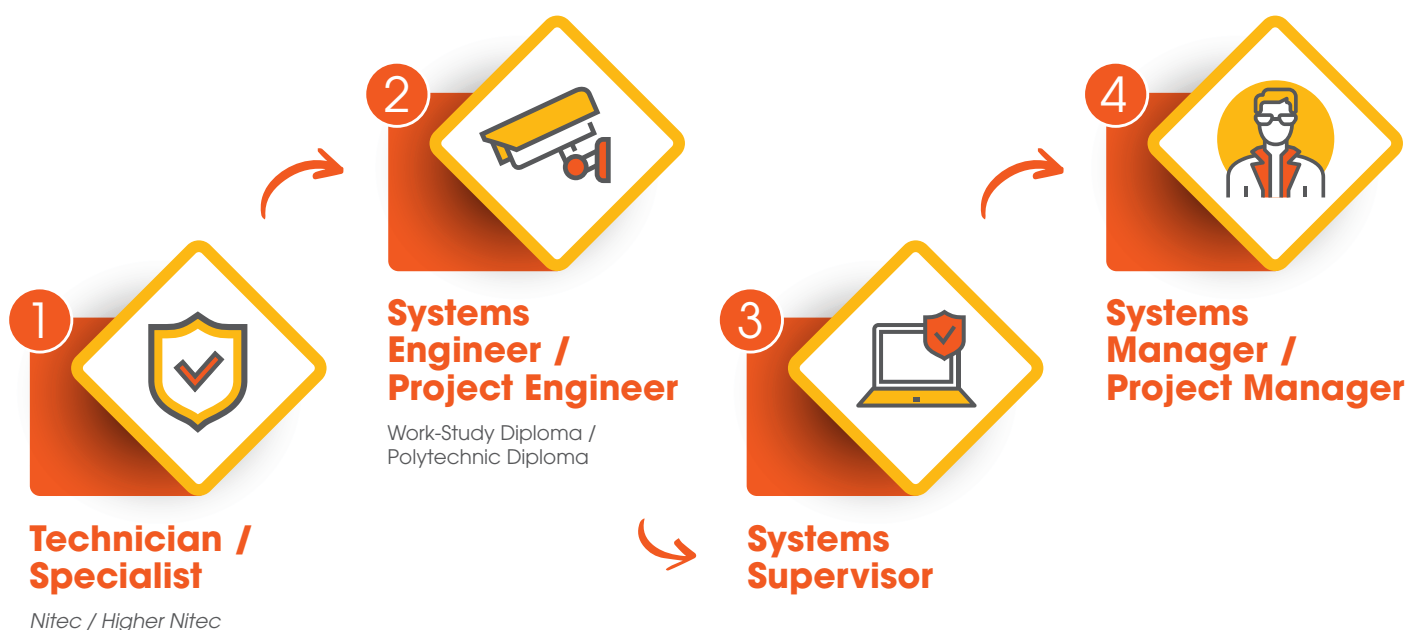 1
Technician /
Specialist
Nitec / Higher Nitec
2
Systems
Engineer /
Project Engineer
Work-Study Diploma /
Polytechnic Diploma
3
Systems
Supervisor
4
Systems
Manager /
Project Manager